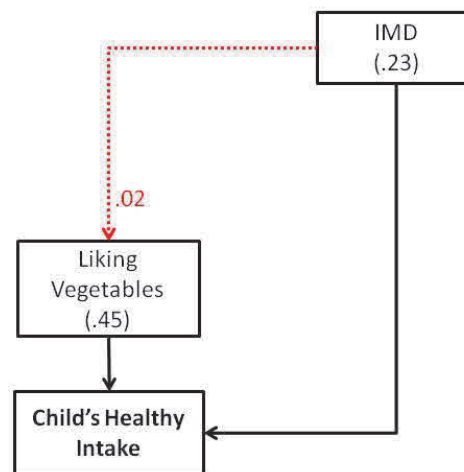 IMD
(.23)
.02
Liking
Vegetables
(.45)
Child's Healthy
Intake